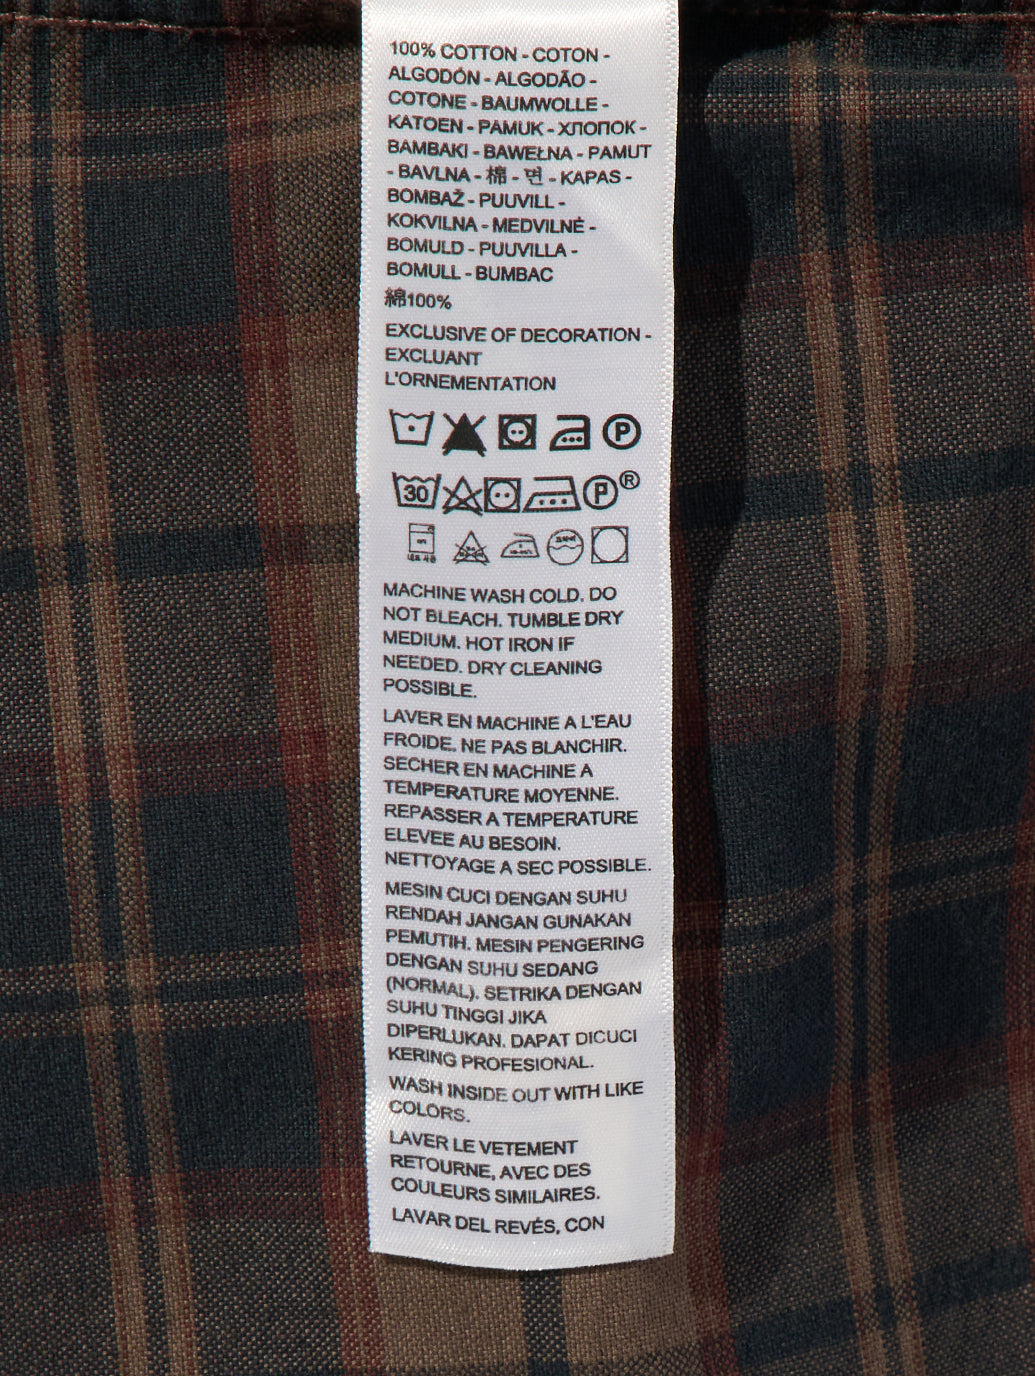 100% COTTON - COTON -
ALGODÓN - ALGODÃO -
COTONE - BAUMWOLLE -
KATOEN - PAMUK - ХЛОПОК -
BAMBAKI - BAWEŁNA - PAMUT
- BAVLNA - 棉 - 면 - KAPAS -
BOMBAŽ - PUUVILL -
KOKVILNA - MEDVILNĖ -
BOMULD - PUUVILLA -
BOMULL - BUMBAC
綿100%
EXCLUSIVE OF DECORATION -
EXCLUANT
L'ORNEMENTATION
P
30 P ®
MACHINE WASH COLD. DO
NOT BLEACH. TUMBLE DRY
MEDIUM. HOT IRON IF
NEEDED. DRY CLEANING
POSSIBLE.
LAVER EN MACHINE A L'EAU
FROIDE. NE PAS BLANCHIR.
SECHER EN MACHINE A
TEMPERATURE MOYENNE.
REPASSER A TEMPERATURE
ELEVEE AU BESOIN.
NETTOYAGE A SEC POSSIBLE.
MESIN CUCI DENGAN SUHU
RENDAH JANGAN GUNAKAN
PEMUTIH. MESIN PENGERING
DENGAN SUHU SEDANG
(NORMAL). SETRIKA DENGAN
SUHU TINGGI JIKA
DIPERLUKAN. DAPAT DICUCI
KERING PROFESIONAL.
WASH INSIDE OUT WITH LIKE
COLORS.
LAVER LE VETEMENT
RETOURNE, AVEC DES
COULEURS SIMILAIRES.
LAVAR DEL REVÉS, CON